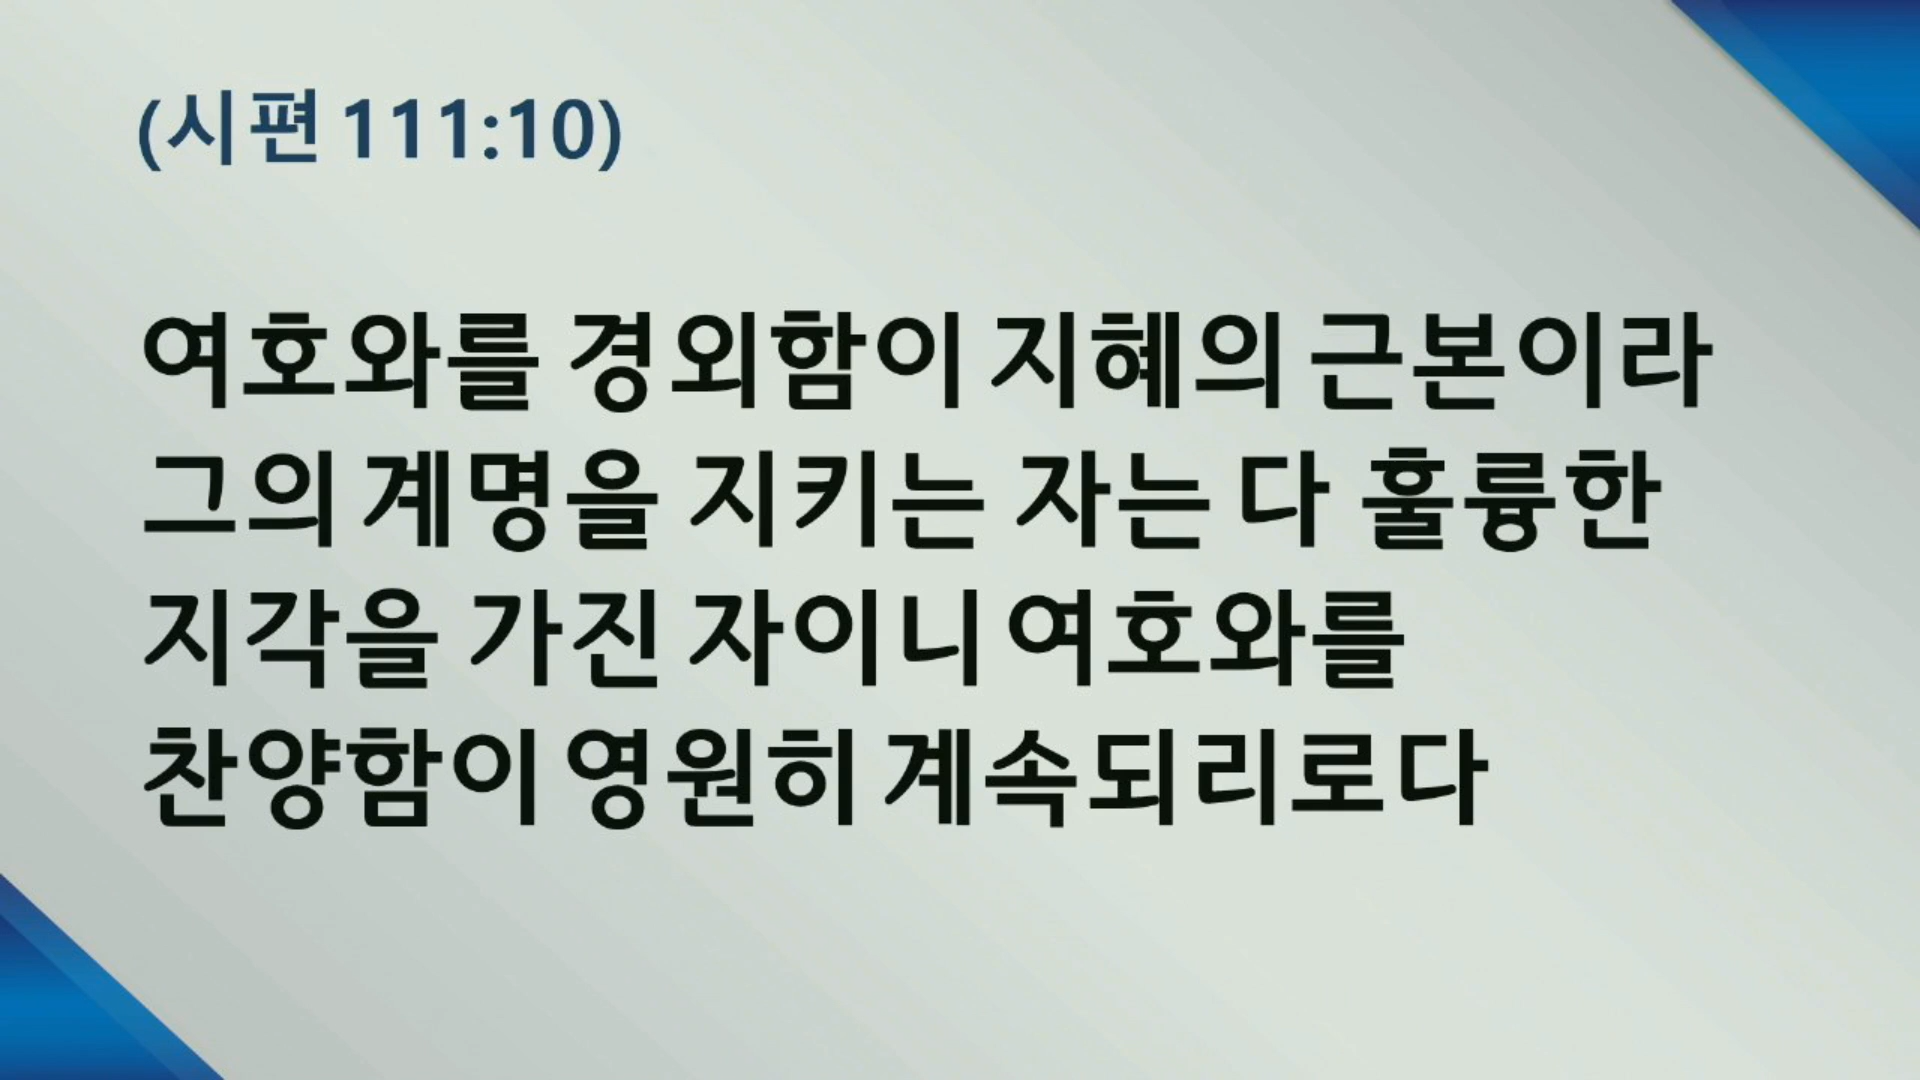 (시편 111:10)
여호와를 경외함이 지혜의 근본이라
그의 계명을 지키는 자는 다 훌륭한
지각을 가진 자이니 여호와를
찬양함이 영원히 계속되리로다